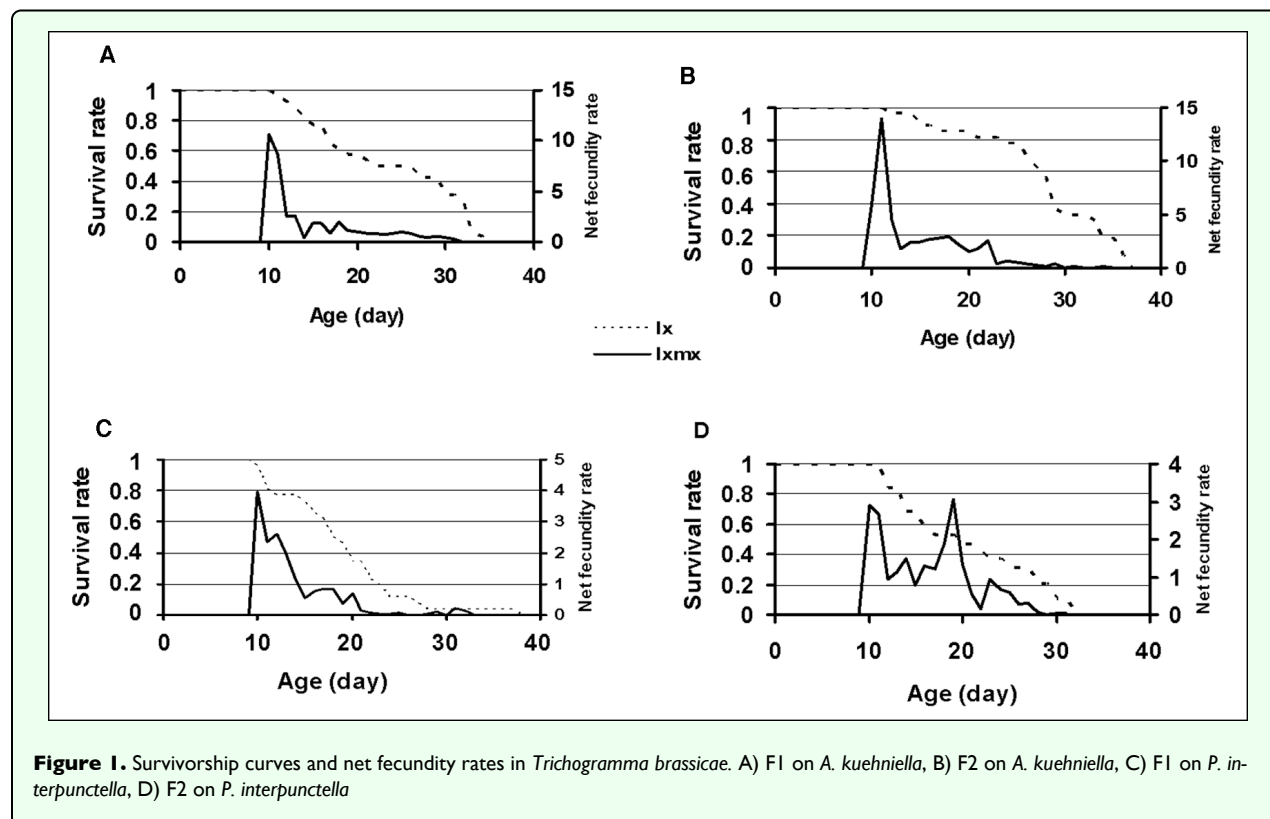 A
Survival rate
1
0.8
0.6
0.4
0.2
0
15
10
5
0
Net fecundity rate
0 10 20 30 40
Age (day)
B
Survival rate
1
0.8
0.6
0.4
0.2
0
15
10
5
0
Net fecundity rate
0 10 20 30 40
Age (day)
lx
lxmx
C
Survival rate
1
0.8
0.6
0.4
0.2
0
5
4
3
2
1
0
Net fecundity rate
0 10 20 30 40
Age (day)
D
Survival rate
1
0.8
0.6
0.4
0.2
0
4
3
2
1
0
Net fecundity rate
0 10 20 30 40
Age (day)
Figure 1. Survivorship curves and net fecundity rates in Trichogramma brassicae. A) F1 on A. kuehniella, B) F2 on A. kuehniella, C) F1 on P. in-
terpunctella, D) F2 on P. interpunctella